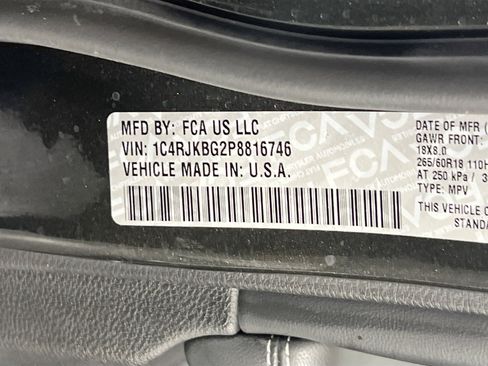 MFD BY: FCA US LLC
VIN: 1C4RJKBG2P8816746
VEHICLE MADE IN: U.S.A.
DATE OF MFR (
GAWR FRONT:
18X8.0
265/60R18 110H
AT 250 kPa / 3
TYPE: MPV
THIS VEHICLE
STANDA